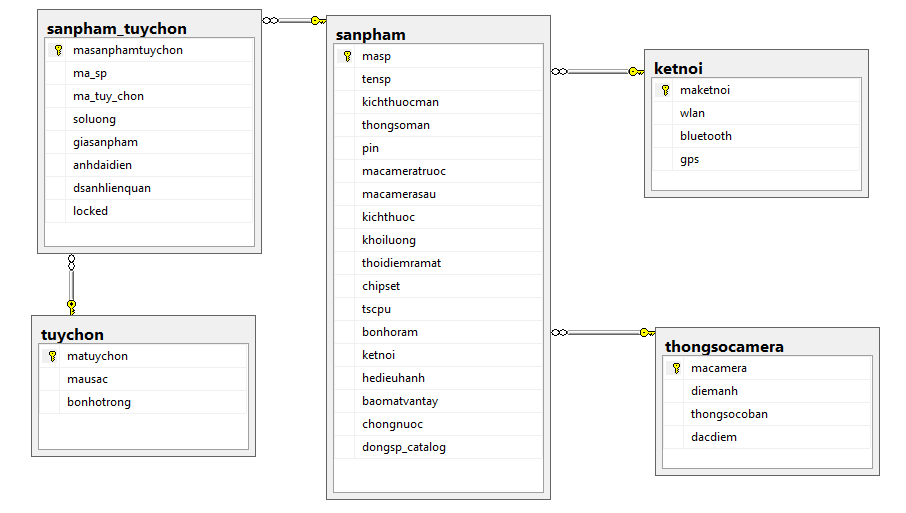 sanpham_tuychon
masanphamtuychon
ma_sp
ma_tuy_chon
soluong
giasanpham
anhdaidien
dsanhlienquan
locked
tuychon
matuychon
mausac
bonhotrong
sanpham
masp
tensp
kichthuocman
thongsoman
pin
macameratruoc
macamerasau
kichthuoc
khoiluong
thoidiemramat
chipset
tscpu
bonhoram
ketnoi
hedieuhanh
baomatvantay
chongnuoc
dongsp_catalog
ketnoi
maketnoi
wlan
bluetooth
gps
thongsocamera
macamera
diemanh
thongsocoban
dacdiem